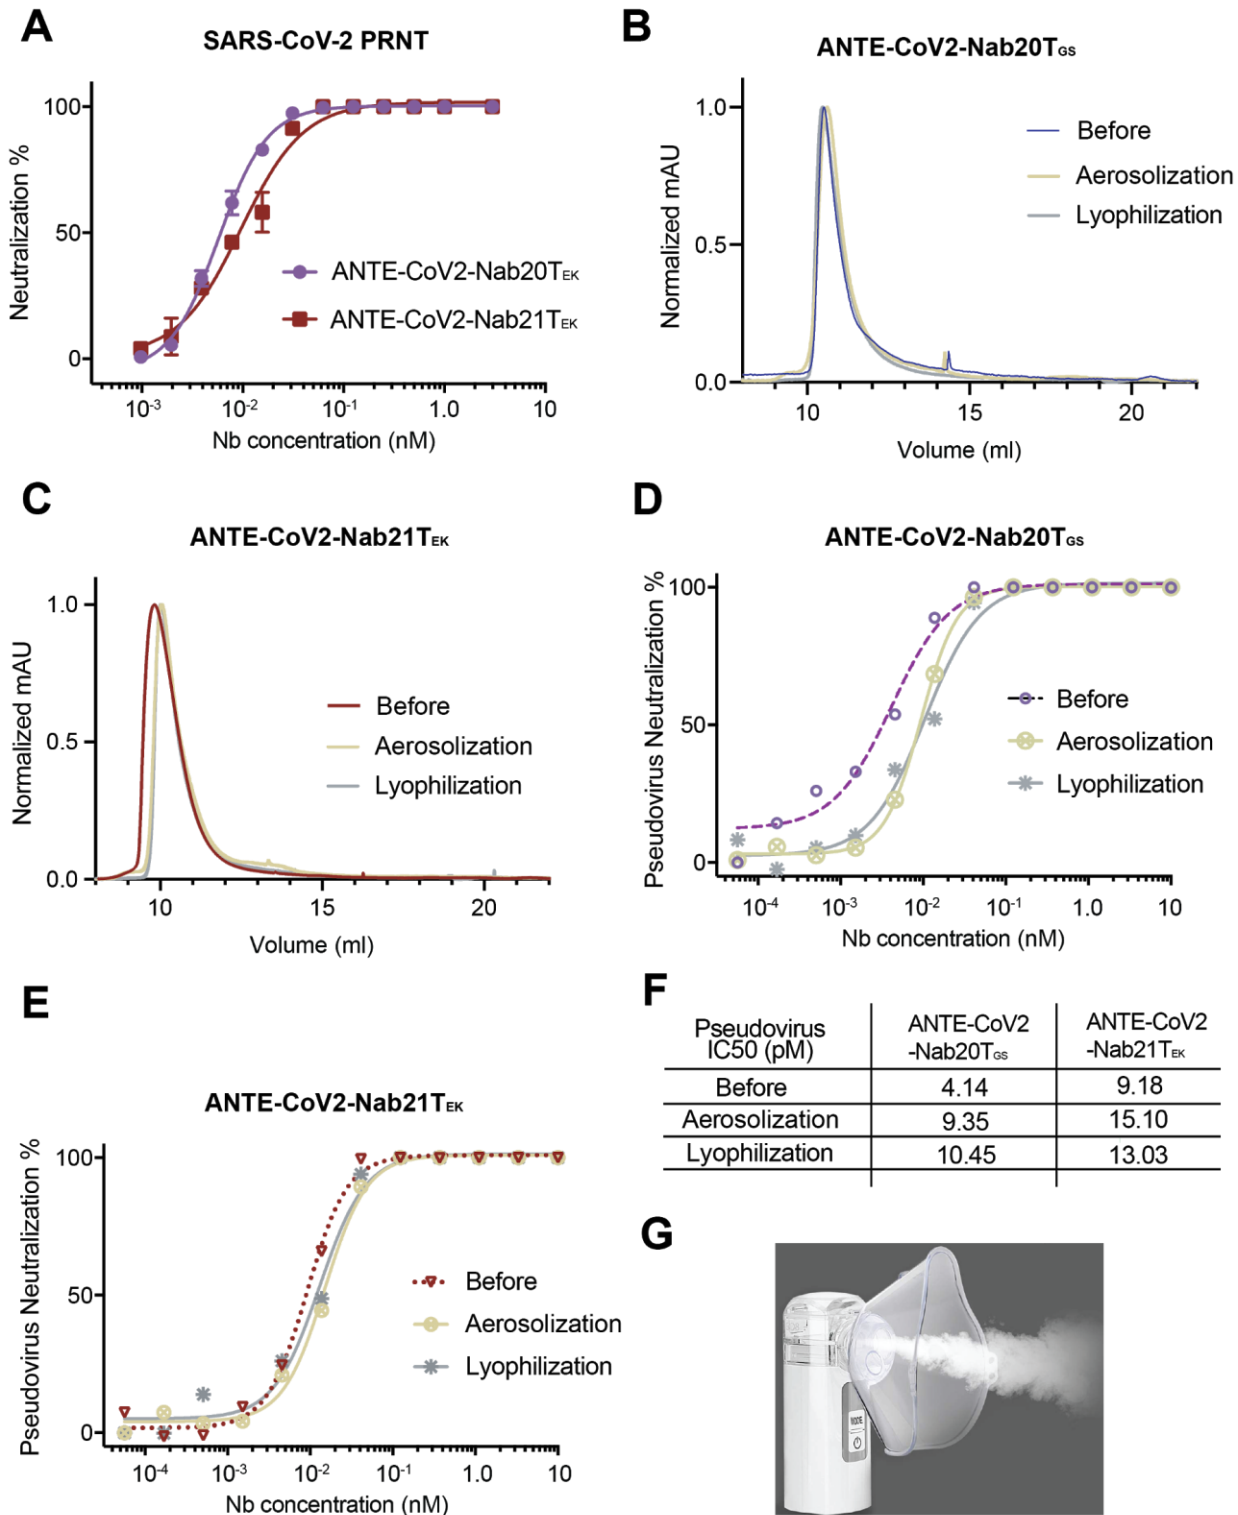 A
SARS-CoV-2 PRNT
Neutralization %
100
50
0
ANTE-CoV2-Nab20TEK
ANTE-CoV2-Nab21TEK
10-3
10-2
10-1
1.0
10
Nb concentration (nM)
B
ANTE-CoV2-Nab20TGS
Normalized mAU
1.0
0.5
0.0
Before
Aerosolization
Lyophilization
10
15
20
Volume (ml)
C
ANTE-CoV2-Nab21TEK
Normalized mAU
1.0
0.5
0.0
Before
Aerosolization
Lyophilization
10
15
20
Volume (ml)
D
ANTE-CoV2-Nab20TGS
Pseudovirus Neutralization %
100
50
0
Before
Aerosolization
Lyophilization
10-4
10-3
10-2
10-1
1.0
10
Nb concentration (nM)
E
ANTE-CoV2-Nab21TEK
Pseudovirus Neutralization %
100
50
0
Before
Aerosolization
Lyophilization
10-4
10-3
10-2
10-1
1.0
10
Nb concentration (nM)
F
Pseudovirus IC50 (pM) ANTE-CoV2 -Nab20TGS ANTE-CoV2 -Nab21TEK
Before 4.14 9.18
Aerosolization 9.35 15.10
Lyophilization 10.45 13.03
G
MODE